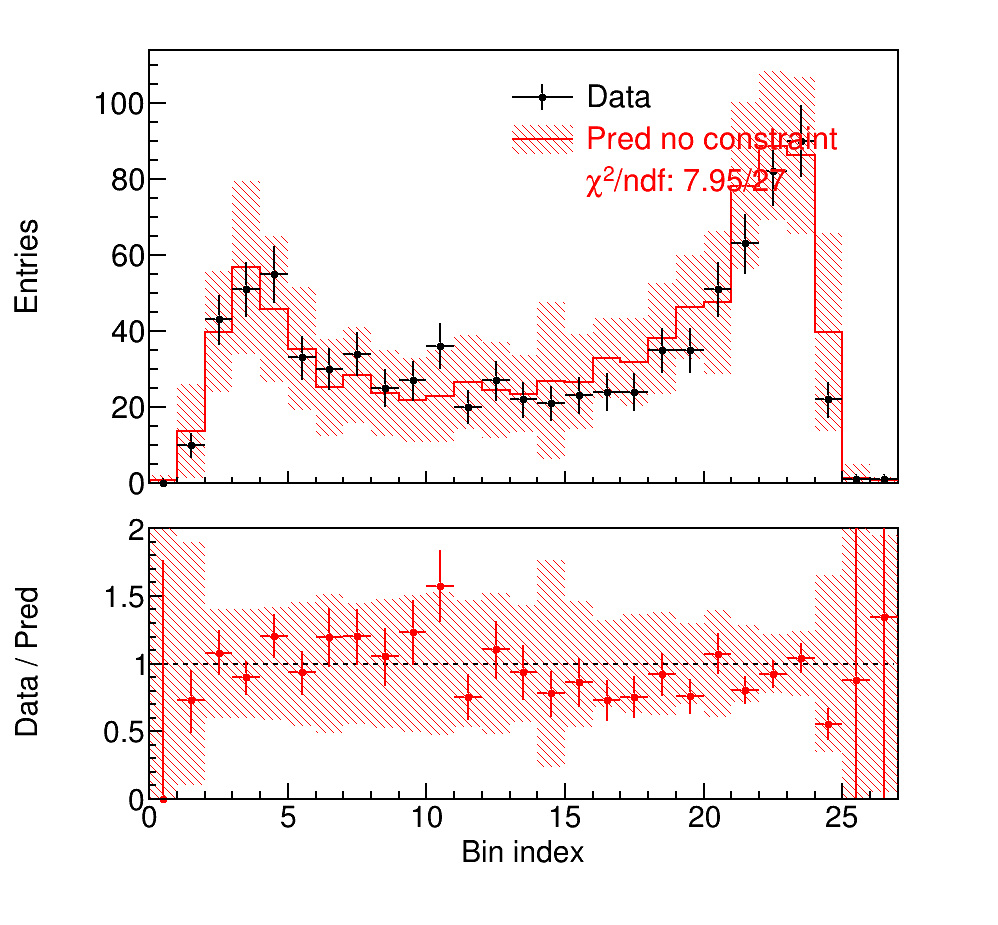 Entries
100
80
60
40
20
0
Data
Pred no constraint
χ²/ndf: 7.95/27
Data / Pred
2
1.5
1
0.5
0
0 5 10 15 20 25
Bin index